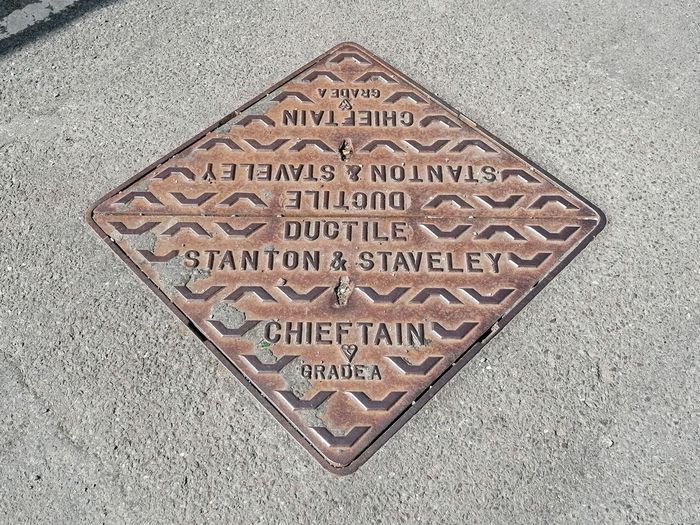 GRADE A
CHIEFTAIN
STANTON & STAVELEY
DUCTILE
DUCTILE
STANTON & STAVELEY
CHIEFTAIN
GRADE A